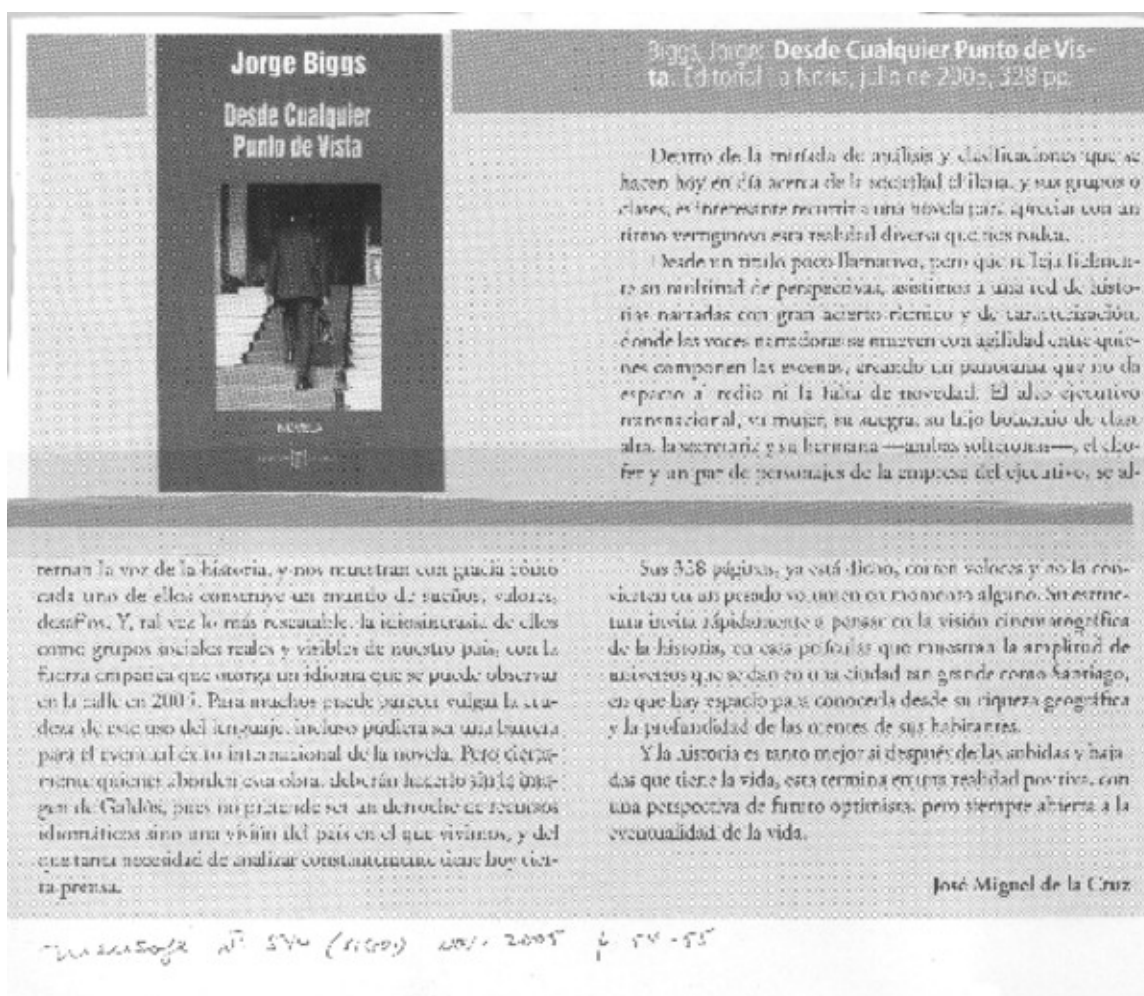 Jorge Biggs
Desde Cualquier
Punto de Vista
NOVELA
Biggs, Jorge: Desde Cualquier Punto de Vis-
ta. Editorial La Noria, julio de 2005, 328 pp.
Dentro de la miríada de análisis y clasificaciones que se
hacen hoy en día acerca de la sociedad chilena, y sus grupos o
clases, es interesante recurrir a una novela para apreciar con un
ritmo vertiginoso esta realidad diversa que nos rodea.
Desde un título poco llamativo, pero que refleja fielmen-
te su multitud de perspectivas, asistimos a una red de histo-
rias narradas con gran acierto rítmico y de caracterización,
donde las voces narradoras se mueven con agilidad entre quie-
nes componen las escenas, creando un panorama que no da
espacio al tedio ni la falta de novedad. El alto ejecutivo
transnacional, su mujer, su suegra, su hijo bohemio de clase
alta, la secretaria y su hermana —ambas solteronas—, el cho-
fer y un par de personajes de la empresa del ejecutivo, se al-
ternan la voz de la historia, y nos muestran con gracia cómo
cada uno de ellos construye un mundo de sueños, valores,
desafíos. Y, tal vez lo más rescatable, la idiosincrasia de ellos
como grupos sociales reales y visibles de nuestro país, con la
fuerza empática que otorga un idioma que se puede observar
en la calle en 2005. Para muchos puede parecer vulgar la cru-
deza de este uso del lenguaje, incluso pudiera ser una barrera
para el eventual éxito internacional de la novela. Pero cierta-
mente quienes aborden esta obra, deberán hacerlo sin la ima-
gen de Galdós, pues no pretende ser un derroche de recursos
idiomáticos sino una visión del país en el que vivimos, y del
que tanta necesidad de analizar constantemente tiene hoy cier-
ta prensa.
Sus 328 páginas, ya está dicho, corren veloces y no la con-
vierten en un pesado volumen en momento alguno. Su estruc-
tura invita rápidamente a pensar en la visión cinematográfica
de la historia, en esas películas que muestran la amplitud de
universos que se dan en una ciudad tan grande como Santiago,
en que hay espacio para conocerla desde su riqueza geográfica
y la profundidad de las mentes de sus habitantes.
Y la historia es tanto mejor si después de las subidas y baja-
das que tiene la vida, esta termina en una realidad positiva, con
una perspectiva de futuro optimista, pero siempre abierta a la
eventualidad de la vida.
José Miguel de la Cruz
Mensaje Nº 544 nov. 2005 p. 54-55